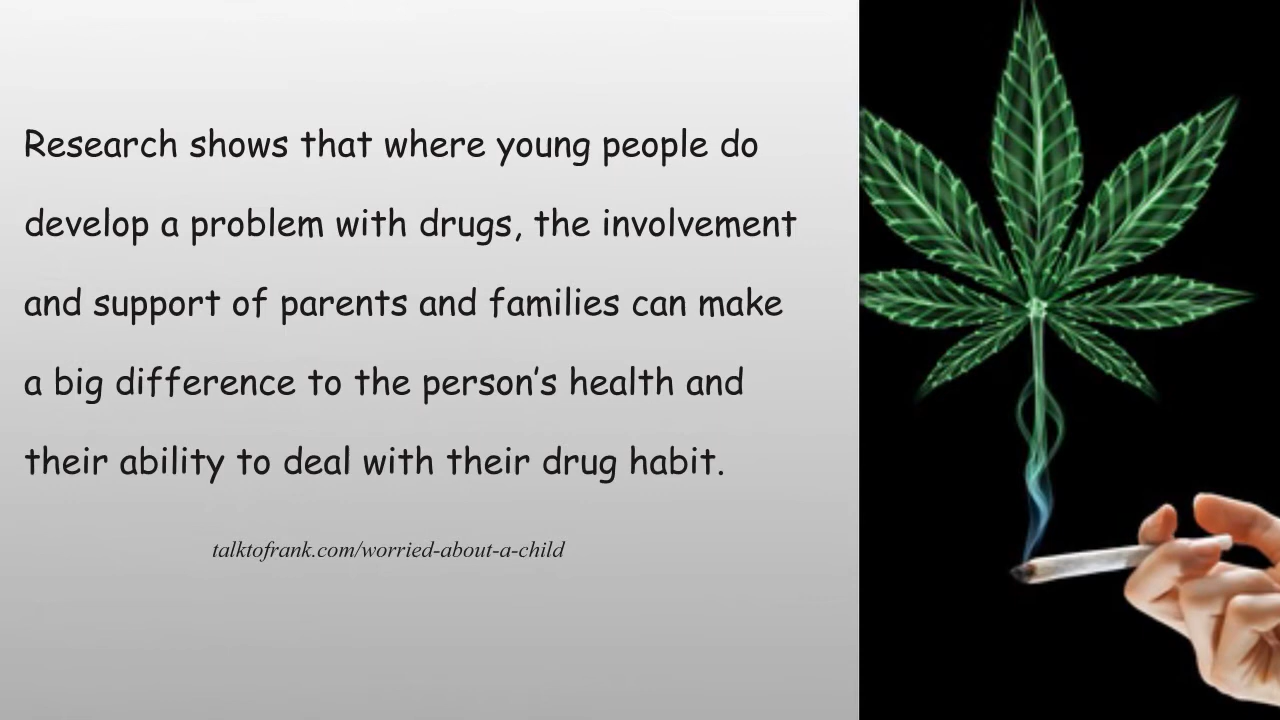 Research shows that where young people do
develop a problem with drugs, the involvement
and support of parents and families can make
a big difference to the person’s health and
their ability to deal with their drug habit.
talktofrank.com/worried-about-a-child